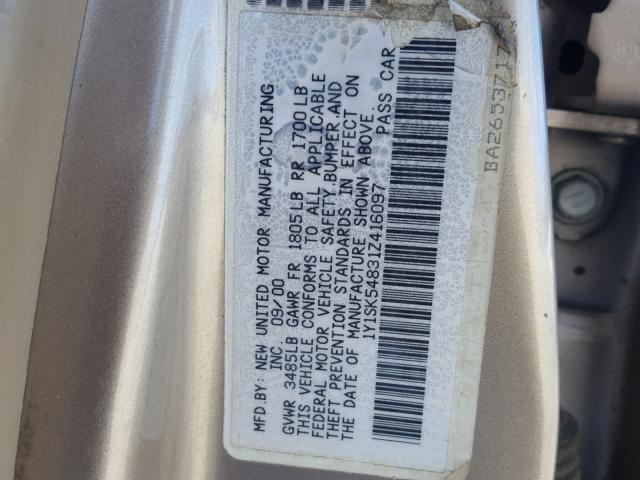 MFD.BY: NEW UNITED MOTOR MANUFACTURING
INC. 09/00
GVWR 3485LB GAWR FR 1805LB RR 1700LB
THIS VEHICLE CONFORMS TO ALL APPLICABLE
FEDERAL MOTOR VEHICLE SAFETY, BUMPER, AND
THEFT PREVENTION STANDARDS IN EFFECT ON
THE DATE OF MANUFACTURE SHOWN ABOVE.
1Y1SK54831Z416097 PASS CAR
BA2653717